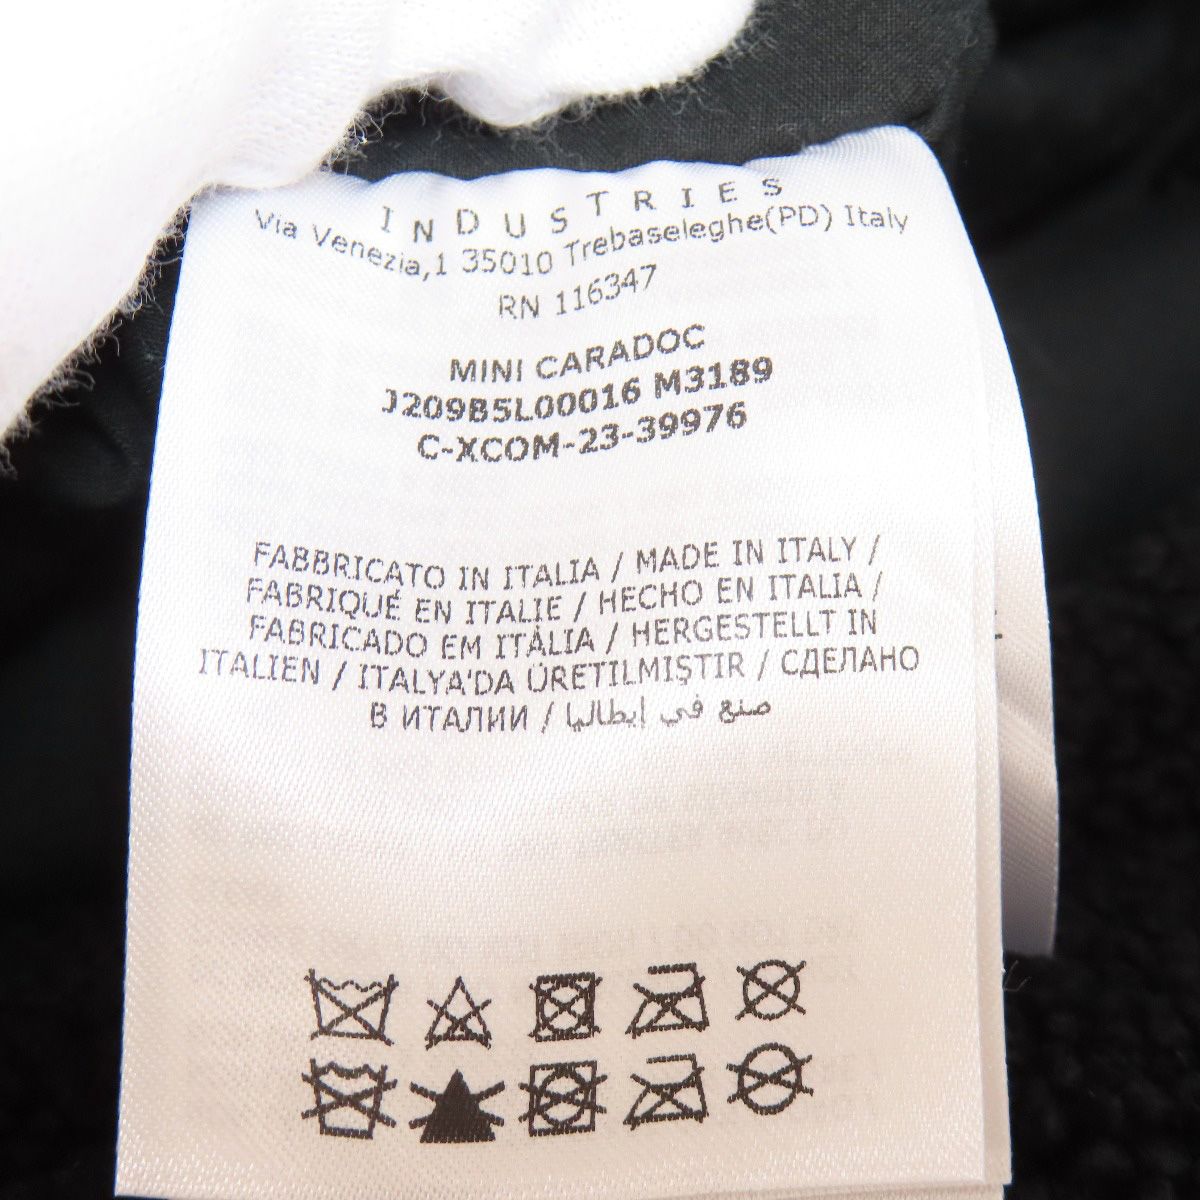 INDUSTRIES
Via Venezia,1 35010 Trebaseleghe(PD) Italy
RN 116347
MINI CARADOC
J209B5L00016 M3189
C-XCOM-23-39976
FABBRICATO IN ITALIA / MADE IN ITALY /
FABRIQUÉ EN ITALIE / HECHO EN ITALIA /
FABRICADO EM ITÁLIA / HERGESTELLT IN
ITALIEN / ITALYA'DA ÜRETILMIŞTIR / СДЕЛАНО
В ИТАЛИИ / صنع في إيطاليا